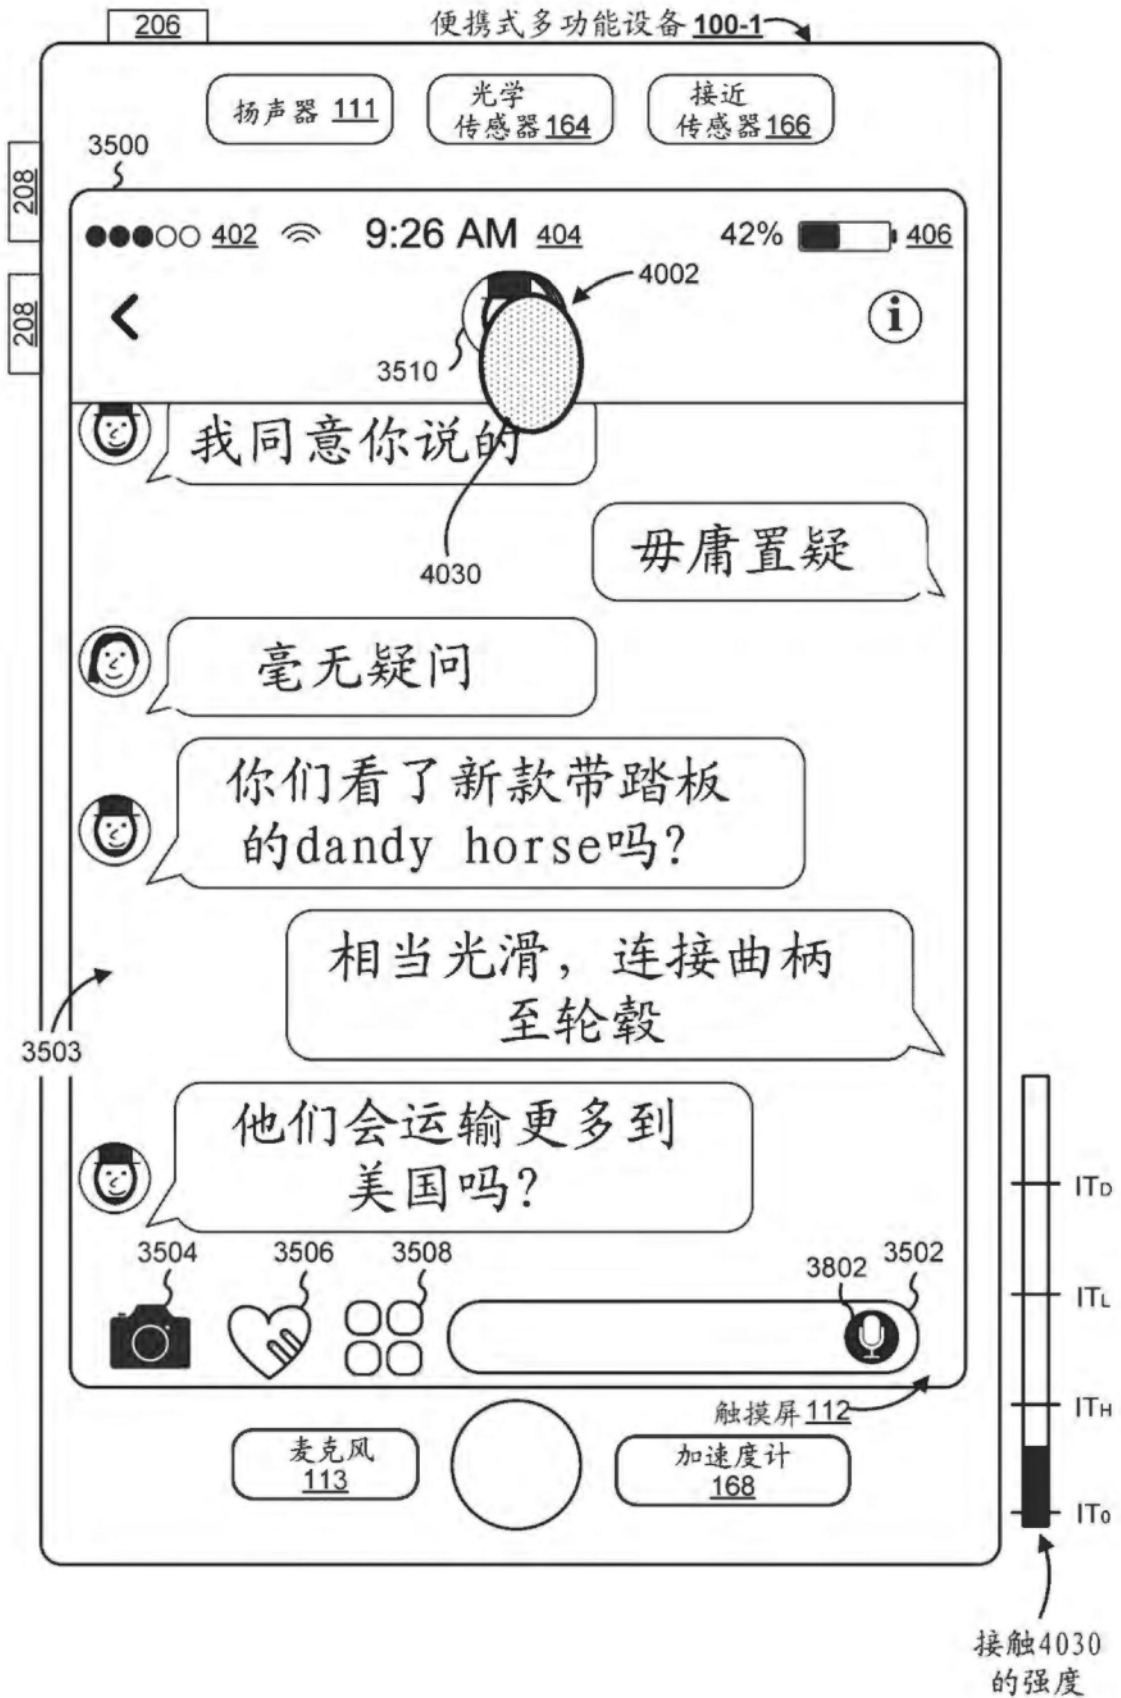 206
便携式多功能设备 100-1
扬声器 111
光学
传感器 164
接近
传感器 166
3500
208
402
9:26 AM 404
42% 406
4002
208
i
3510
我同意你说的
毋庸置疑
4030
毫无疑问
你们看了新款带踏板
的dandy horse吗?
相当光滑，连接曲柄
至轮毂
3503
他们会运输更多到
美国吗?
ITD
3504
3506
3508
3802
3502
ITL
触摸屏 112
ITH
麦克风
113
加速度计
168
IT0
接触4030
的强度